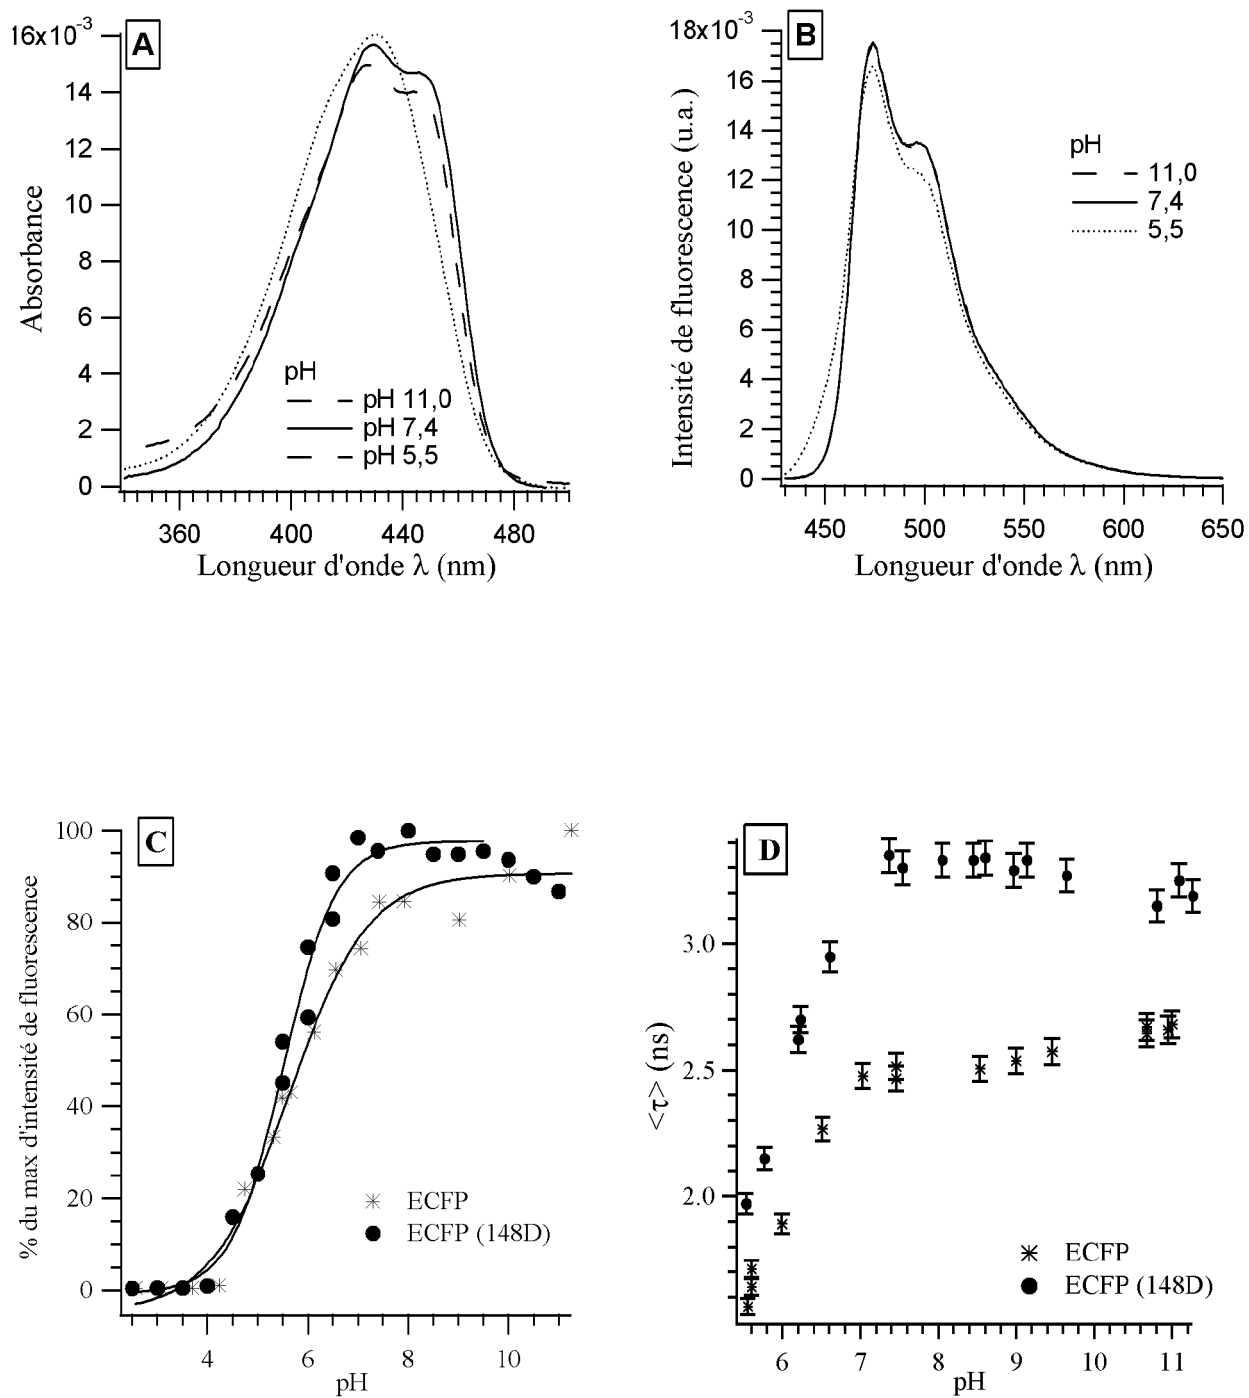 A
16x10⁻³
14
12
10
8
6
4
2
0
Absorbance
pH
pH 11,0
pH 7,4
pH 5,5
360
400
440
480
Longueur d'onde λ (nm)
B
18x10⁻³
16
14
12
10
8
6
4
2
0
Intensité de fluorescence (u.a.)
pH
11,0
7,4
5,5
450
500
550
600
650
Longueur d'onde λ (nm)
C
100
80
60
40
20
0
% du max d'intensité de fluorescence
ECFP
ECFP (148D)
4
6
8
10
pH
D
3.0
2.5
2.0
<τ> (ns)
ECFP
ECFP (148D)
6
7
8
9
10
11
pH